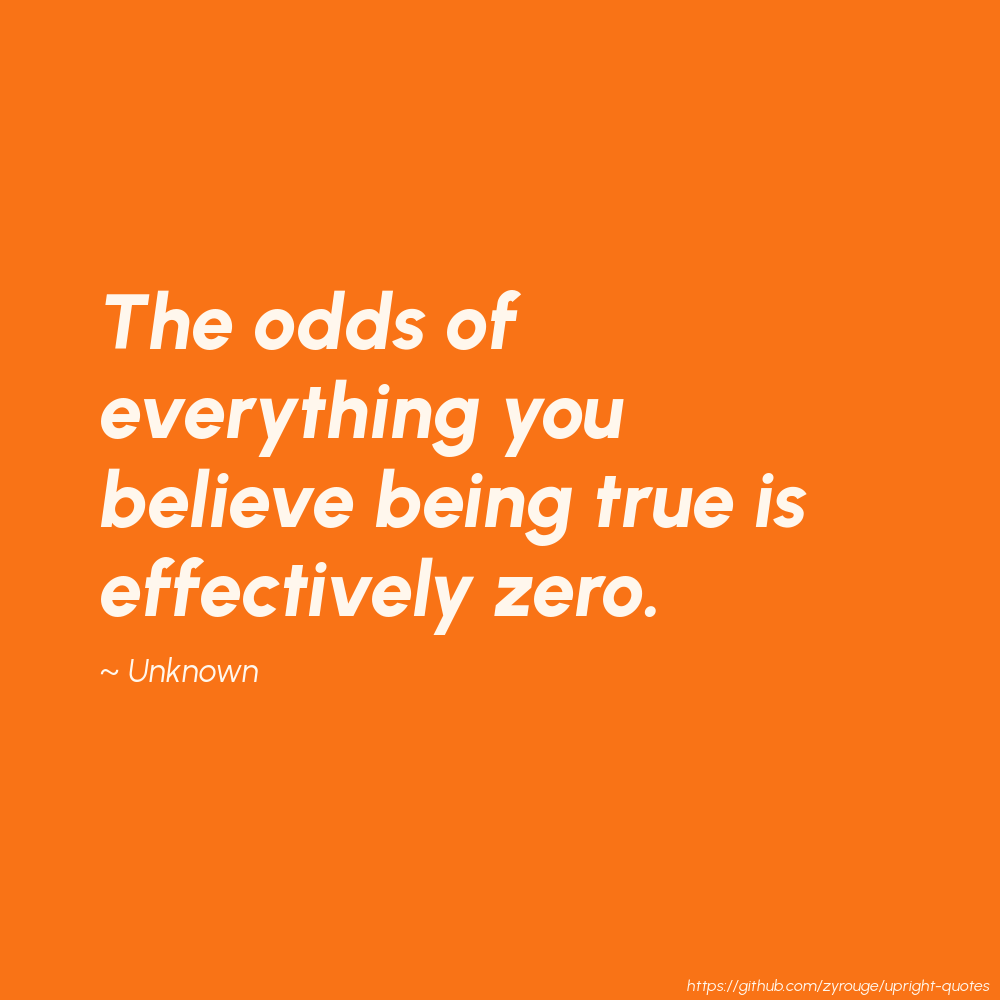 The odds of
everything you
believe being true is
effectively zero.
~ Unknown
https://github.com/zyrouge/upright-quotes